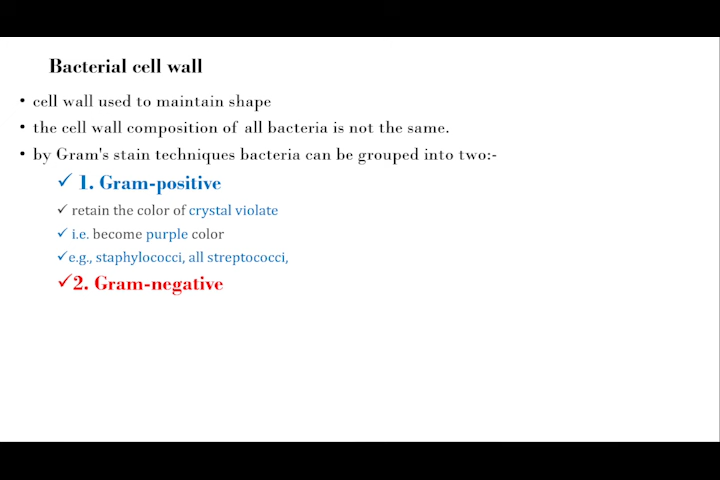 Bacterial cell wall
• cell wall used to maintain shape
• the cell wall composition of all bacteria is not the same.
• by Gram's stain techniques bacteria can be grouped into two:-
✓ 1. Gram-positive
✓ retain the color of crystal violate
✓ i.e. become purple color
✓e.g., staphylococci, all streptococci,
✓2. Gram-negative